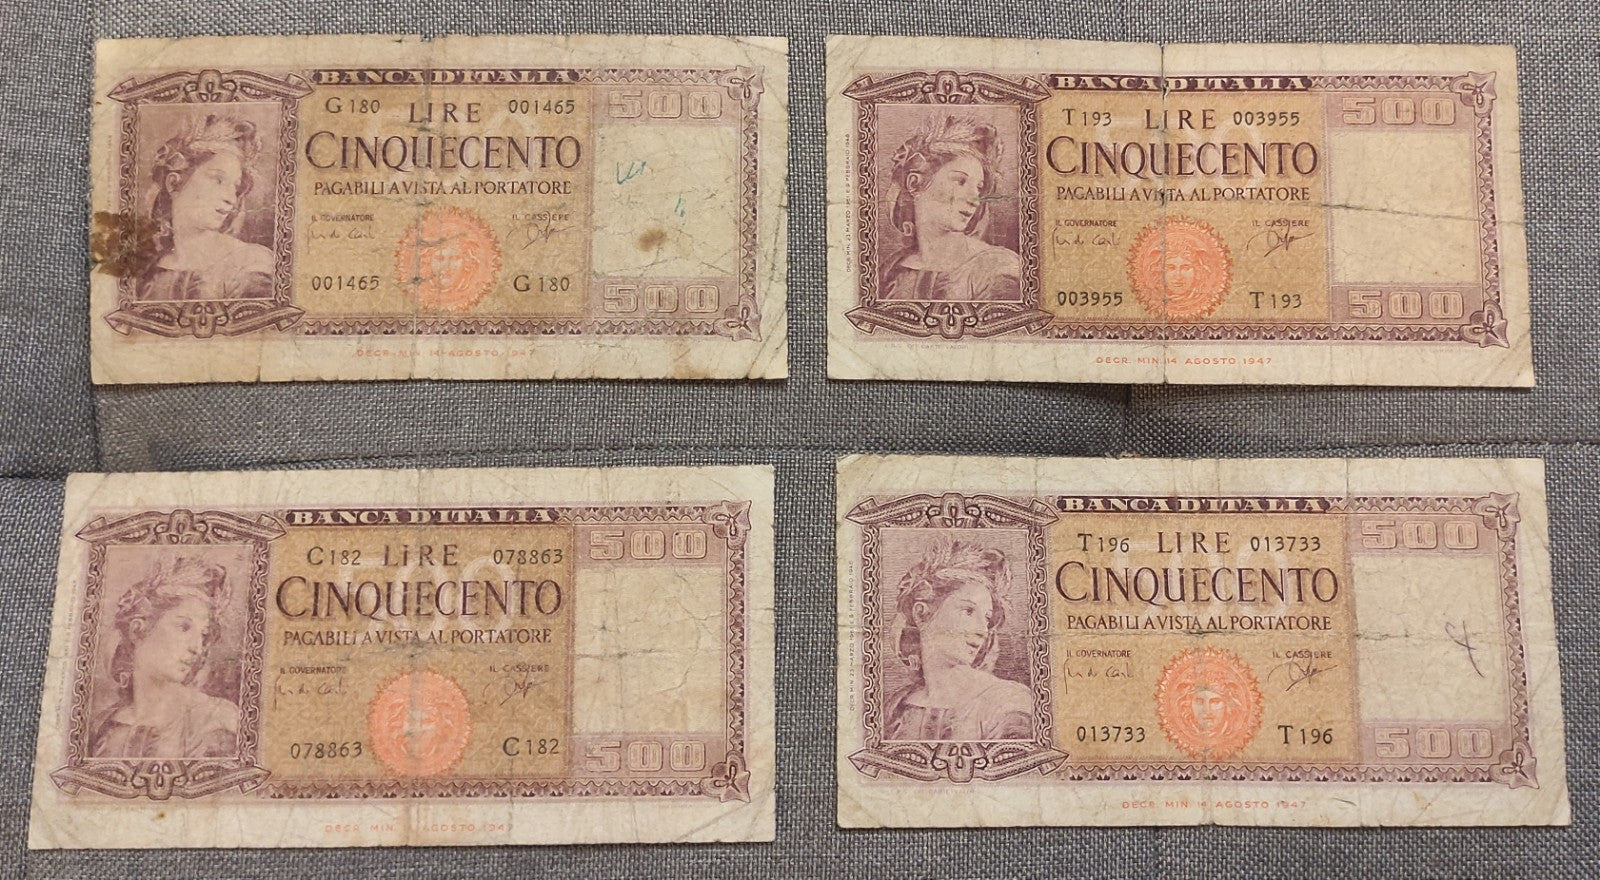 BANCA D'ITALIA
G 180 LIRE 001465 500
CINQUECENTO
PAGABILI A VISTA AL PORTATORE
IL GOVERNATORE IL CASSIERE
001465 G 180 500
DECR. MIN. 14 AGOSTO 1947
BANCA D'ITALIA
T 193 LIRE 003955 500
CINQUECENTO
PAGABILI A VISTA AL PORTATORE
IL GOVERNATORE IL CASSIERE
003955 T 193 500
DECR. MIN. 14 AGOSTO 1947
BANCA D'ITALIA
C 182 LIRE 078863 500
CINQUECENTO
PAGABILI A VISTA AL PORTATORE
IL GOVERNATORE IL CASSIERE
078863 C 182 500
DECR. MIN. AGOSTO 1947
BANCA D'ITALIA
T 196 LIRE 013733 500
CINQUECENTO
PAGABILI A VISTA AL PORTATORE
IL GOVERNATORE IL CASSIERE
013733 T 196 500
DECR. MIN. 14 AGOSTO 1947